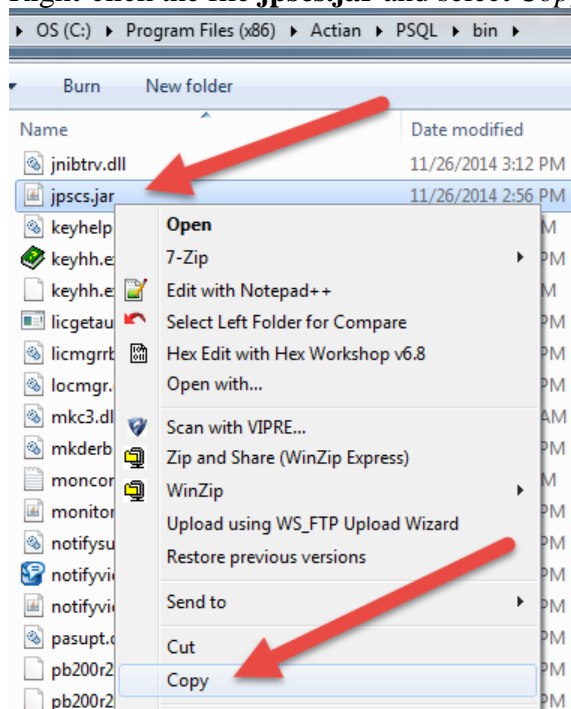 Right-click the file jpscs.jar and select Cop
OS (C:) ▸ Program Files (x86) ▸ Actian ▸ PSQL ▸ bin ▸
Burn New folder
Name Date modified
jnibtrv.dll 11/26/2014 3:12 PM
jpscs.jar 11/26/2014 2:56 PM
keyhelp Open M
keyhh.e 7-Zip PM
keyhh.e Edit with Notepad++ M
licgetau Select Left Folder for Compare PM
licmgrrb Hex Edit with Hex Workshop v6.8 PM
locmgr. Open with... PM
mkc3.dl AM
Scan with VIPRE...
mkderb PM
Zip and Share (WinZip Express)
moncor M
WinZip
monitor PM
Upload using WS_FTP Upload Wizard
notifysu PM
Restore previous versions
notifyvi PM
notifyvi Send to PM
pasupt.d PM
Cut
pb200r2 PM
Copy
pb200r2 PM